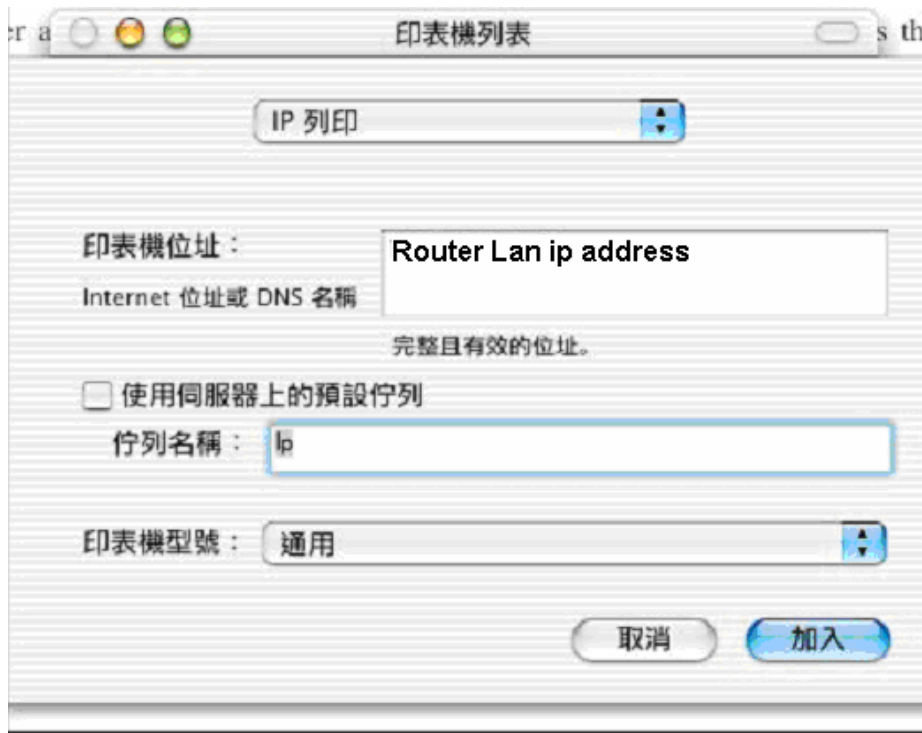 er a 印表機列表 s th
IP 列印
印表機位址：
Router Lan ip address
Internet 位址或 DNS 名稱
完整且有效的位址。
使用伺服器上的預設佇列
佇列名稱： lp
印表機型號： 通用
取消 加入